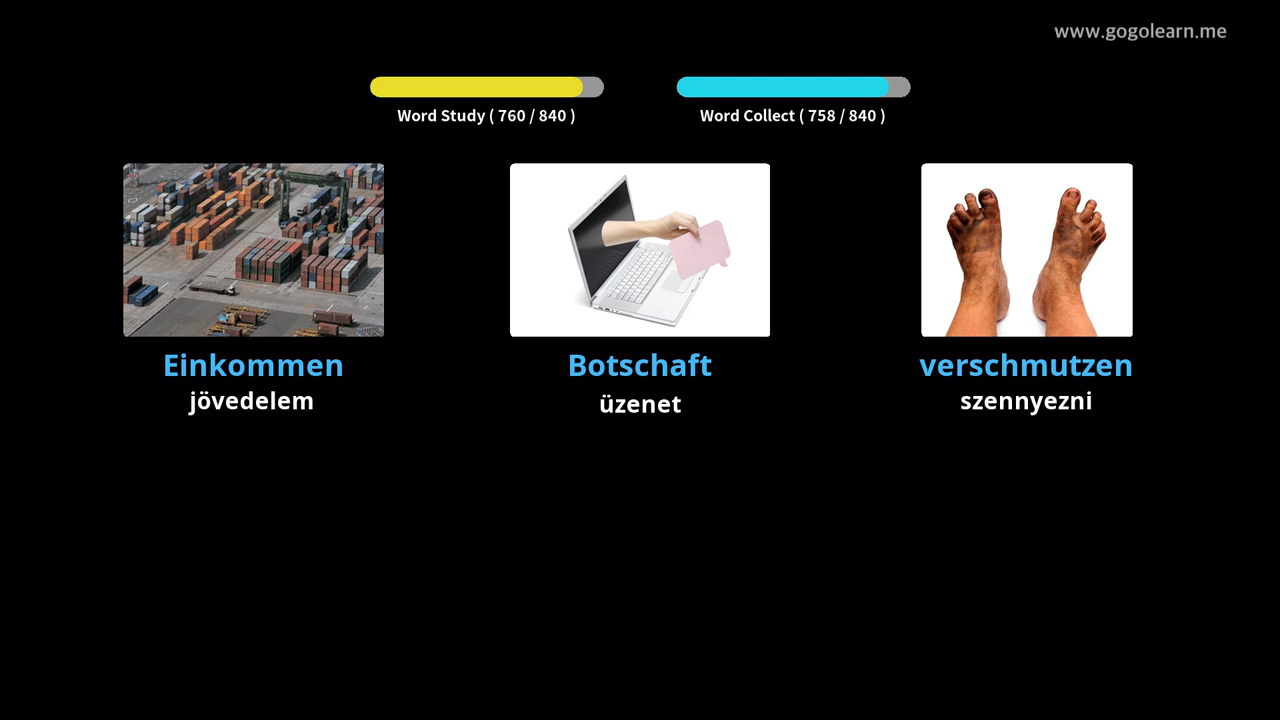 www.gogolearn.me
Word Study ( 760 / 840 )
Word Collect ( 758 / 840 )
Einkommen
jövedelem
Botschaft
üzenet
verschmutzen
szennyezni